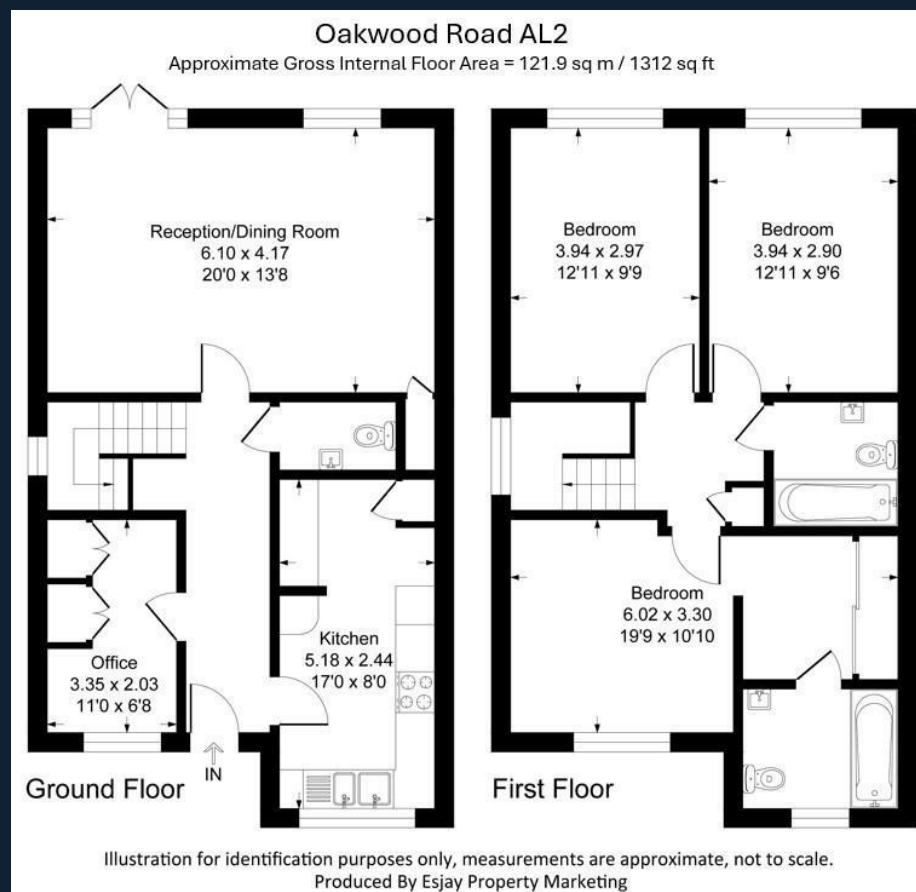 Oakwood Road AL2
Approximate Gross Internal Floor Area = 121.9 sq m / 1312 sq ft
Reception/Dining Room
6.10 x 4.17
20'0 x 13'8
Office
3.35 x 2.03
11'0 x 6'8
Kitchen
5.18 x 2.44
17'0 x 8'0
IN
Ground Floor
Bedroom
3.94 x 2.97
12'11 x 9'9
Bedroom
3.94 x 2.90
12'11 x 9'6
Bedroom
6.02 x 3.30
19'9 x 10'10
First Floor
Illustration for identification purposes only, measurements are approximate, not to scale.
Produced By Esjay Property Marketing